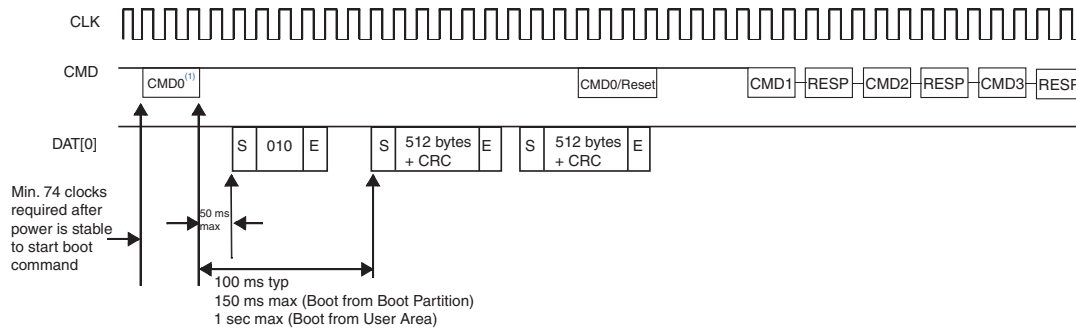 CLK
CMD
CMD0(1)
CMD0/Reset
CMD1
RESP
CMD2
RESP
CMD3
RESP
DAT[0]
S
010
E
S
512 bytes
+ CRC
E
S
512 bytes
+ CRC
E
Min. 74 clocks
required after
power is stable
to start boot
command
50 ms
max
100 ms typ
150 ms max (Boot from Boot Partition)
1 sec max (Boot from User Area)